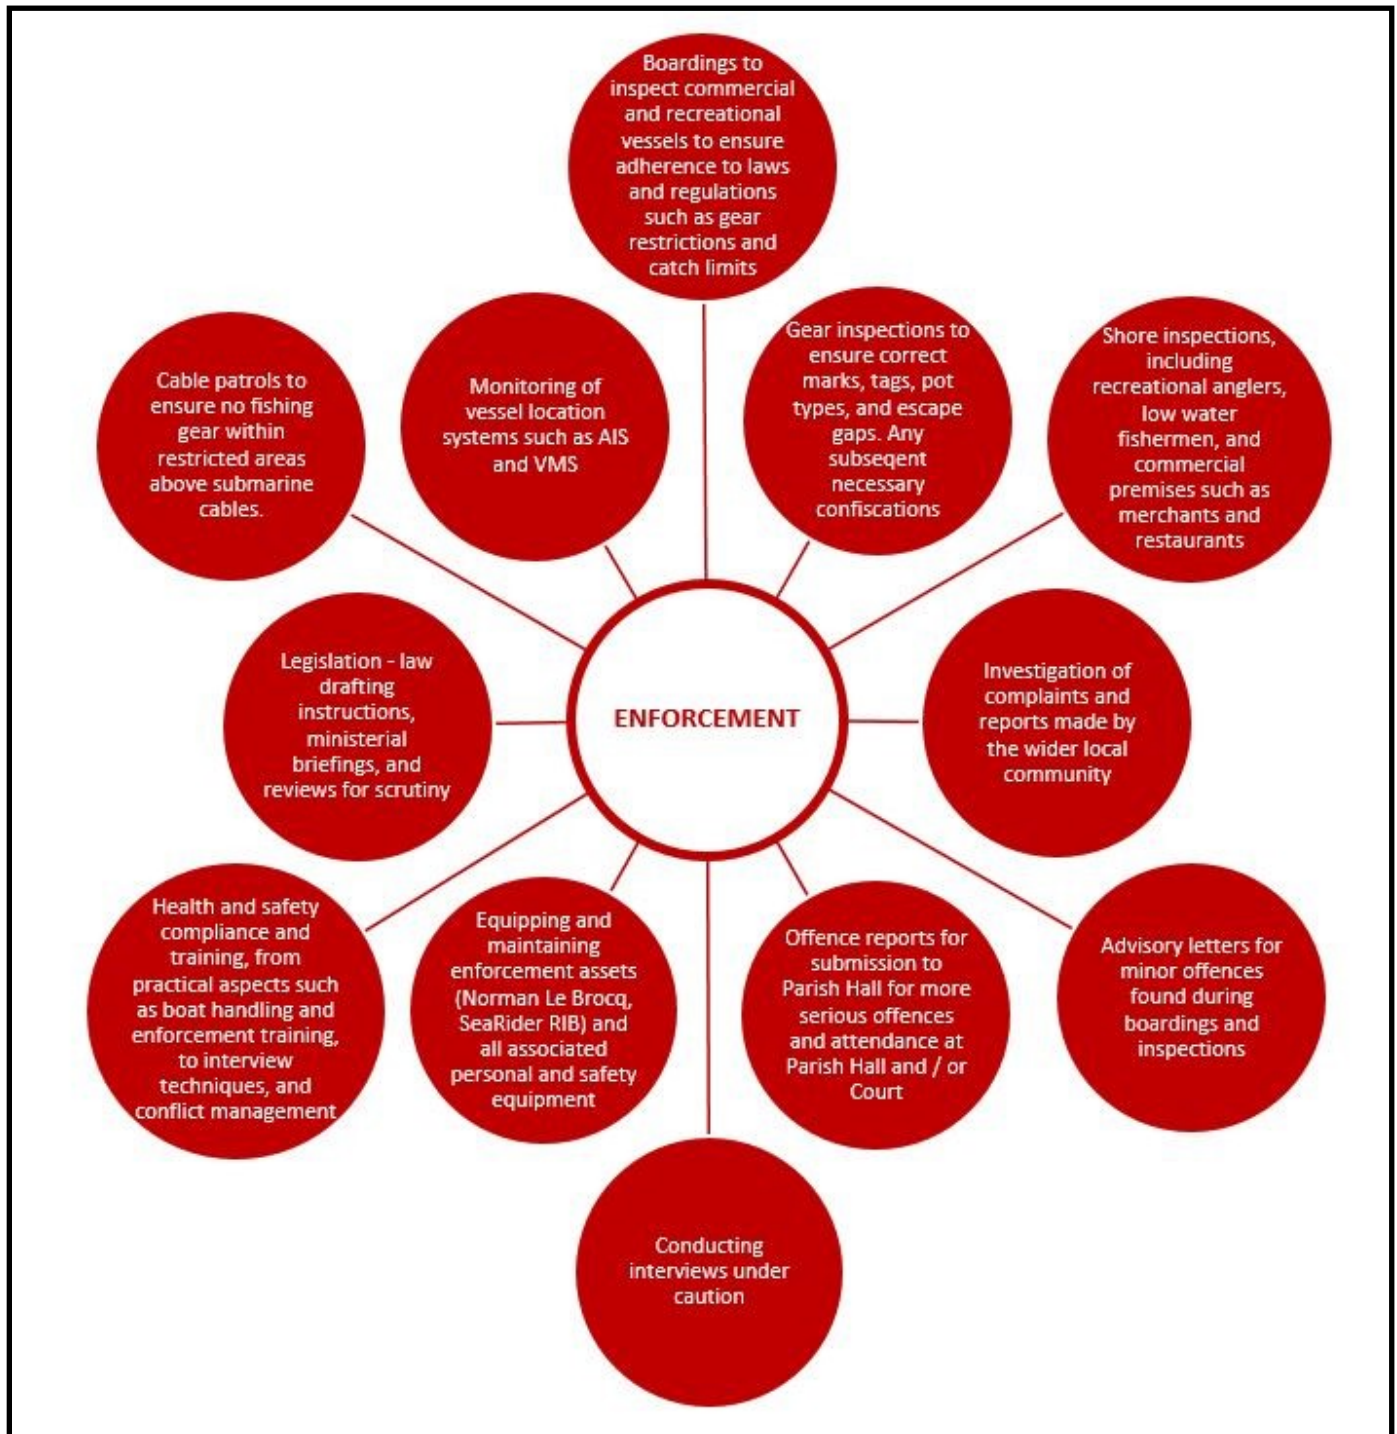 Boardings to
inspect commercial
and recreational
vessels to ensure
adherence to laws
and regulations
such as gear
restrictions and
catch limits
Cable patrols to
ensure no fishing
gear within
restricted areas
above submarine
cables.
Monitoring of
vessel location
systems such as AIS
and VMS
Gear inspections to
ensure correct
marks, tags, pot
types, and escape
gaps. Any
subseqent
necessary
confiscations
Shore inspections,
including
recreational anglers,
low water
fishermen, and
commercial
premises such as
merchants and
restaurants
Legislation - law
drafting
instructions,
ministerial
briefings, and
reviews for scrutiny
ENFORCEMENT
Investigation of
complaints and
reports made by
the wider local
community
Health and safety
compliance and
training, from
practical aspects such
as boat handling and
enforcement training,
to interview
techniques, and
conflict management
Equipping and
maintaining
enforcement assets
(Norman Le Brocq,
SeaRider RIB) and
all associated
personal and safety
equipment
Offence reports for
submission to
Parish Hall for more
serious offences
and attendance at
Parish Hall and / or
Court
Advisory letters for
minor offences
found during
boardings and
inspections
Conducting
interviews under
caution